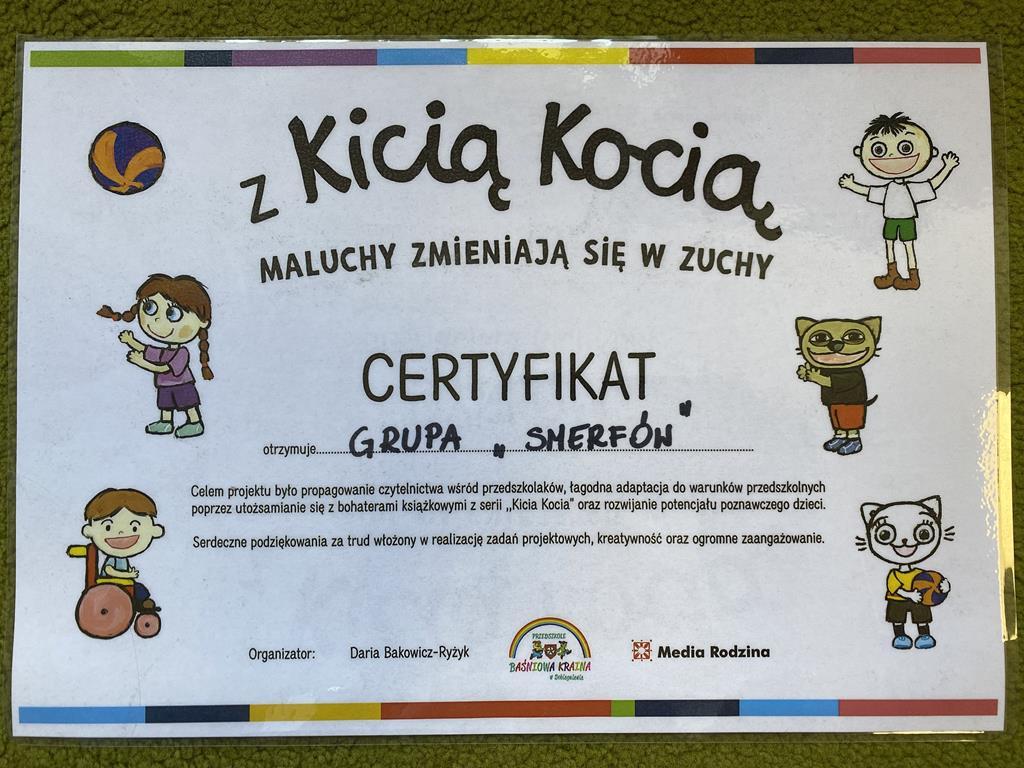 z Kicią Kocią
MALUCHY ZMiENiAJĄ SiĘ W ZUCHY
CERTYFIKAT
otrzymuje GRUPA „SMERFÓW"
Celem projektu było propagowanie czytelnictwa wśród przedszkolaków, łagodna adaptacja do warunków przedszkolnych
poprzez utożsamianie się z bohaterami książkowymi z serii ,,Kicia Kocia" oraz rozwijanie potencjału poznawczego dzieci.
Serdeczne podziękowania za trud włożony w realizację zadań projektowych, kreatywność oraz ogromne zaangażowanie.
Organizator: Daria Bakowicz-Ryżyk
PRZEDSZKOLE
BAŚNIOWA KRAINA
Media Rodzina